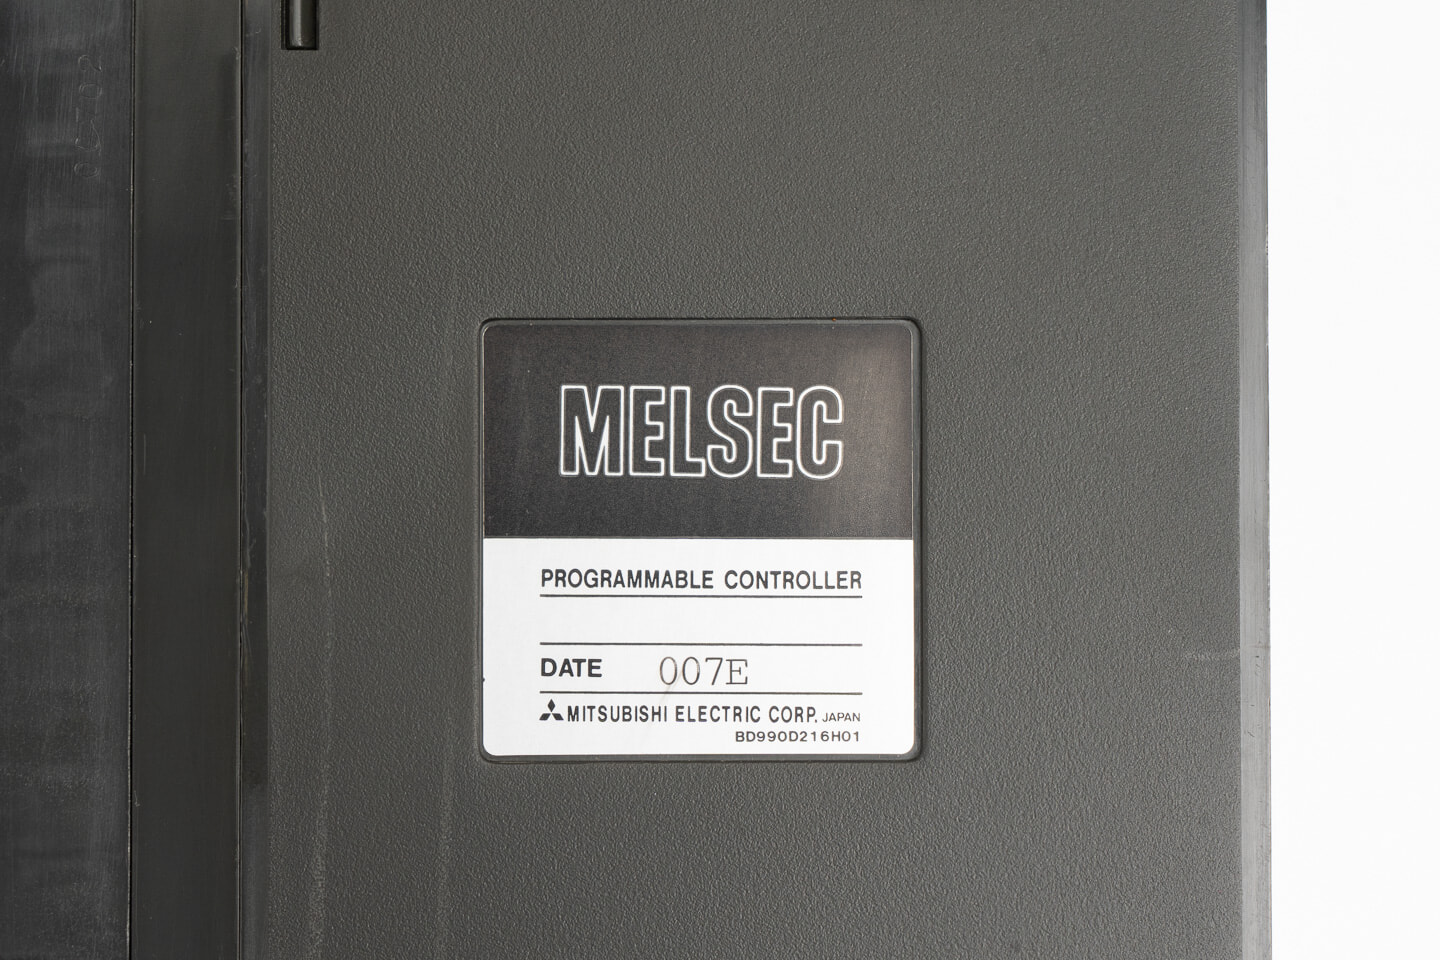 MELSEC
PROGRAMMABLE CONTROLLER
DATE 007E
MITSUBISHI ELECTRIC CORP. JAPAN
BD990D216H01